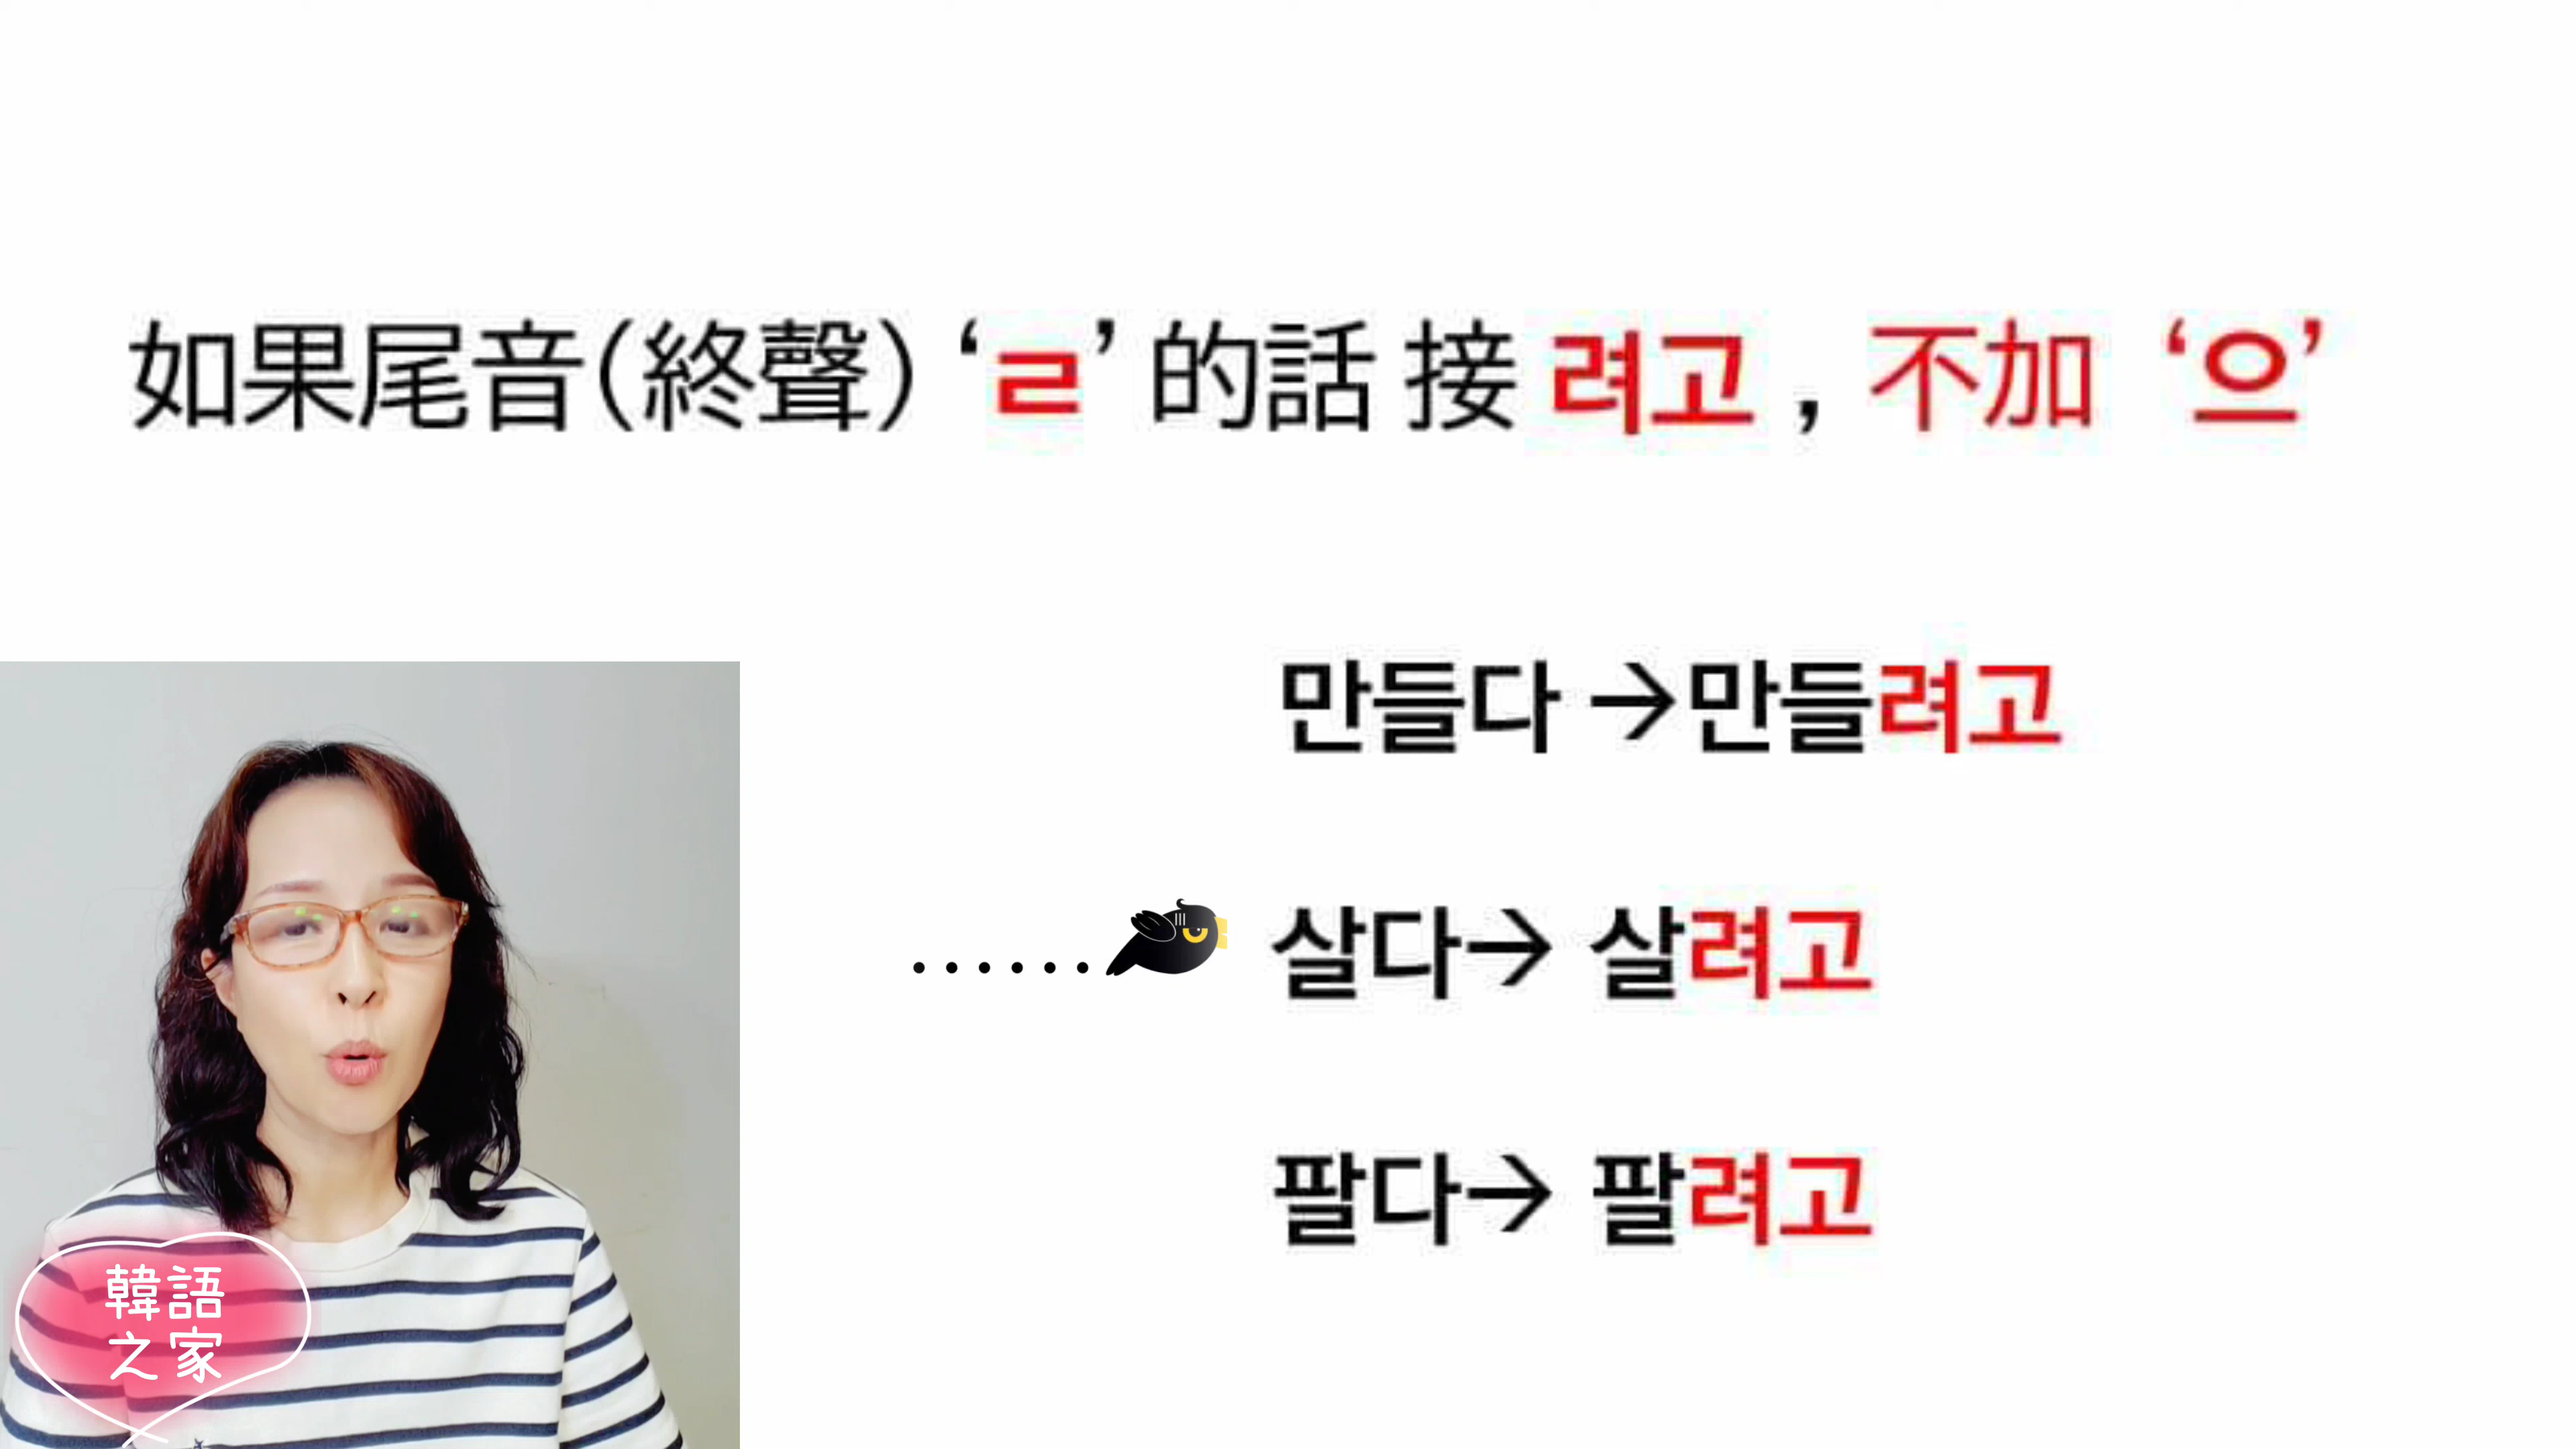 如果尾音(終聲) ‘ㄹ’ 的話 接 려고 , 不加 ‘으’
만들다 →만들려고
살다→ 살려고
팔다→ 팔려고
韓語
之家